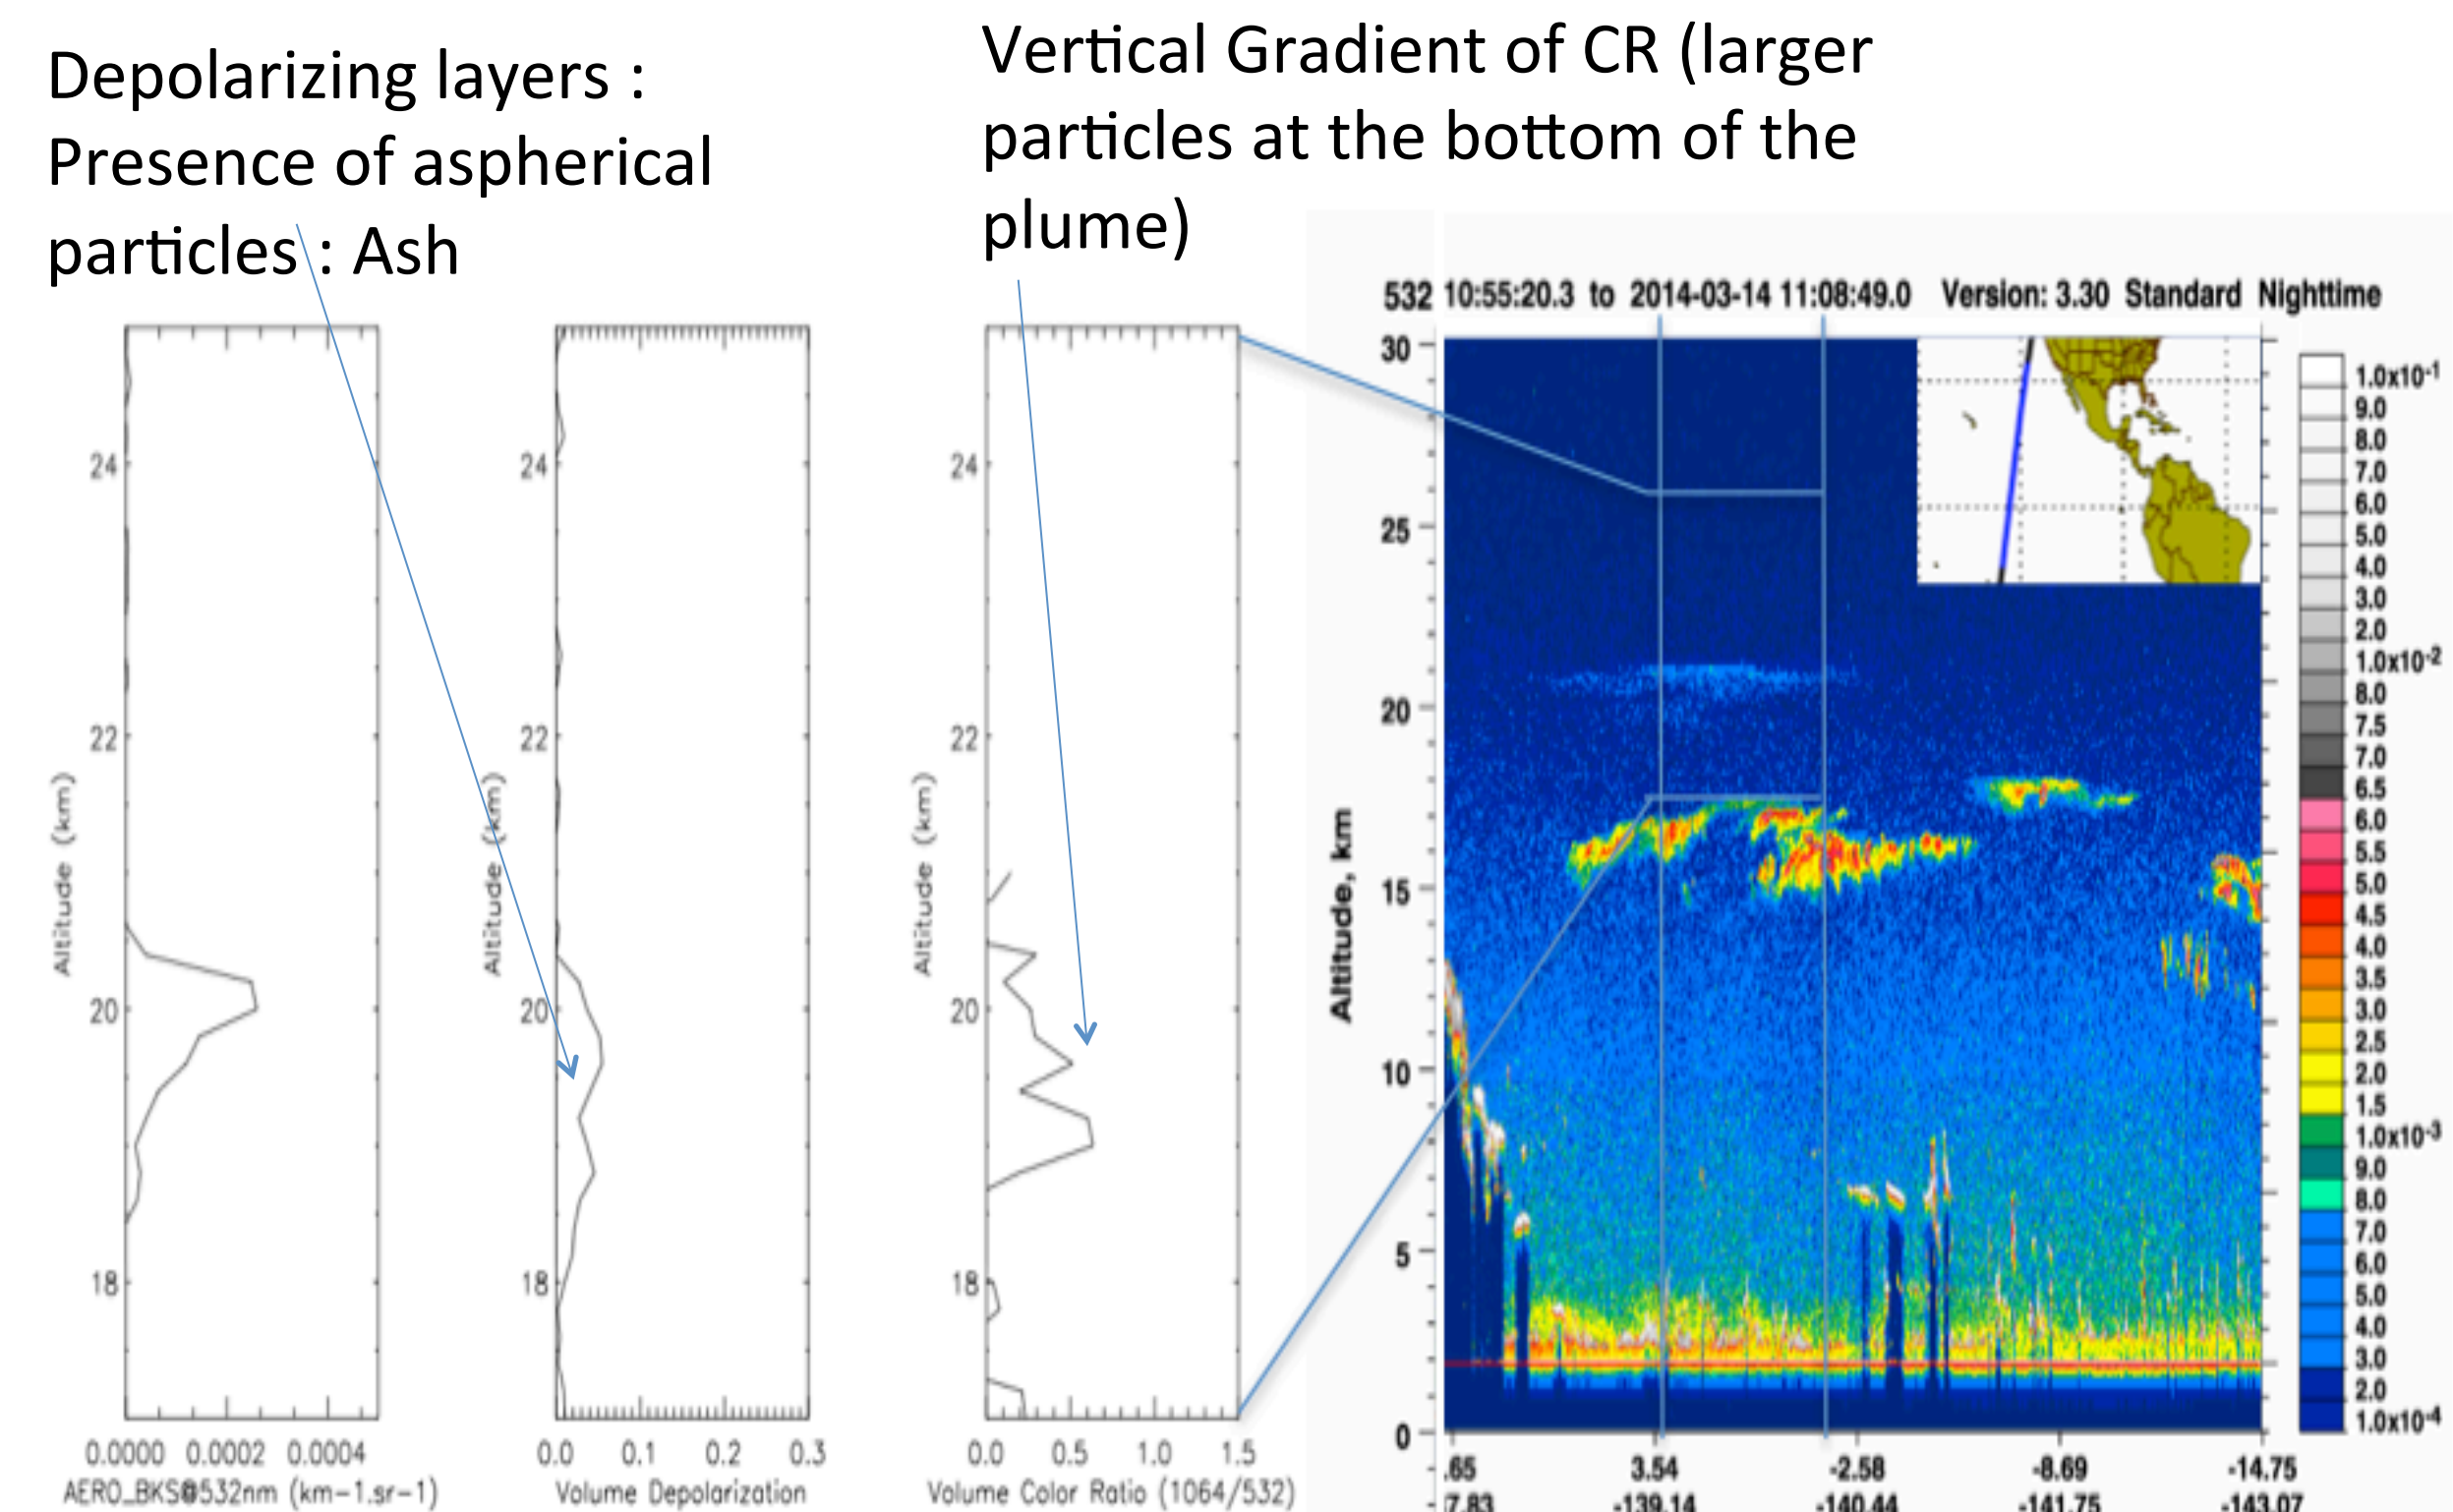 Depolarizing layers :
Presence of aspherical
particles : Ash
Vertical Gradient of CR (larger
particles at the bottom of the
plume)
532 10:55:20.3 to 2014-03-14 11:08:49.0 Version: 3.30 Standard Nighttime
24
22
20
18
Altitude (km)
0.0000 0.0002 0.0004
AERO_BKS@532nm (km-1.sr-1)
24
22
20
18
Altitude (km)
0.0 0.1 0.2 0.3
Volume Depolarization
24
22
20
18
Altitude (km)
0.0 0.5 1.0 1.5
Volume Color Ratio (1064/532)
30
25
20
15
10
5
0
Altitude, km
.65 3.54 -2.58 -8.69 -14.75
-7.83 -139.14 -140.44 -141.75 -143.07
1.0x10-1
9.0
8.0
7.0
6.0
5.0
4.0
3.0
2.0
1.0x10-2
8.0
7.5
7.0
6.5
6.0
5.5
5.0
4.5
4.0
3.5
3.0
2.5
2.0
1.5
1.0x10-3
9.0
8.0
7.0
6.0
5.0
4.0
3.0
2.0
1.0x10-4